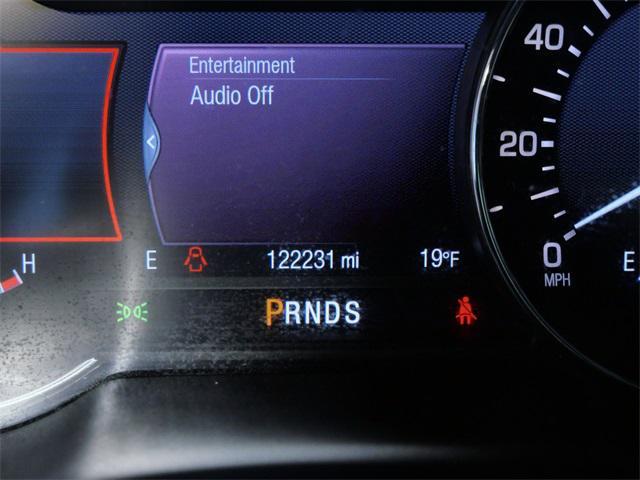 Entertainment
Audio Off
40
20
0
MPH
H
E
122231 mi
19°F
E
PRNDS